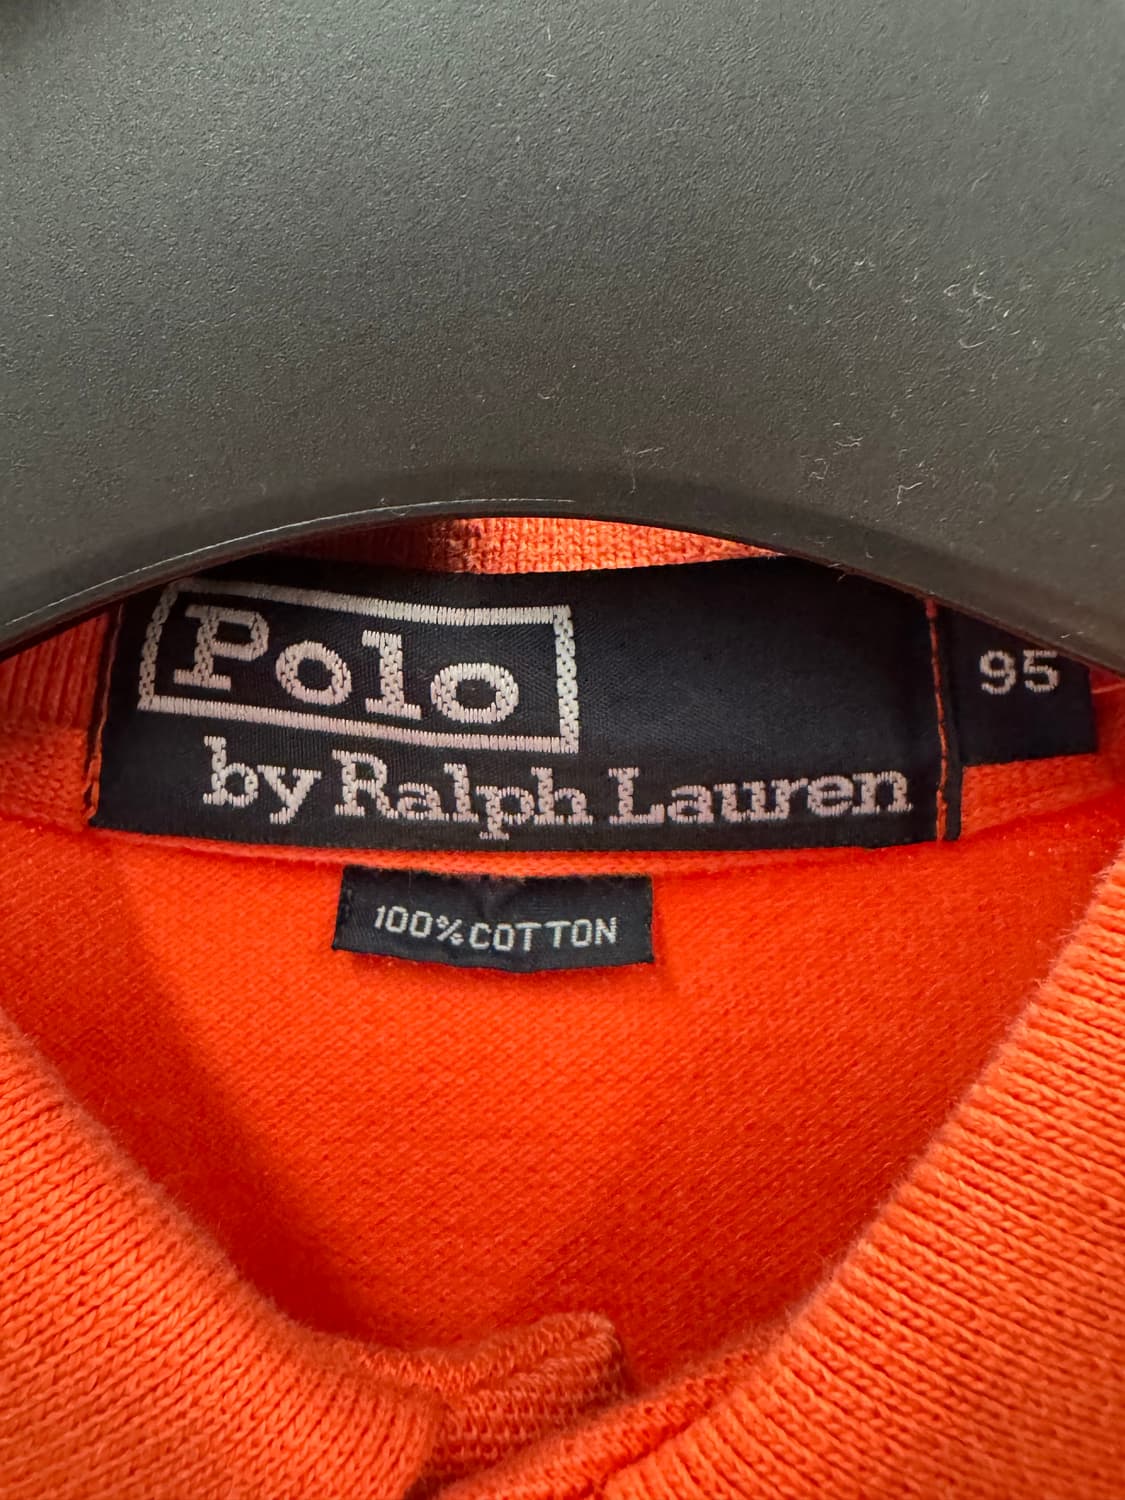 Polo
by Ralph Lauren
95
100% COTTON